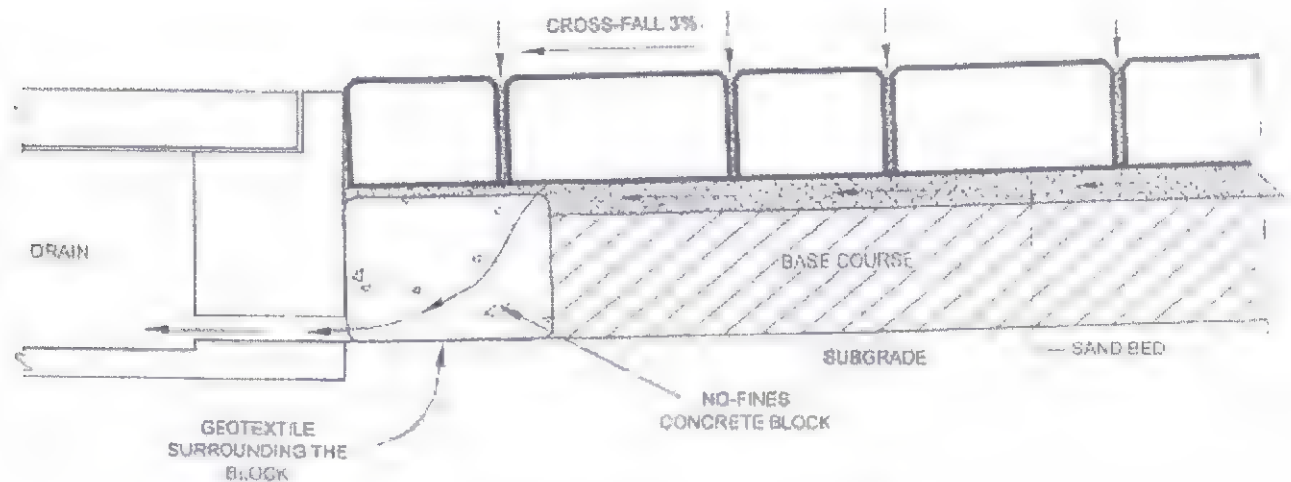 CROSS-FALL 3%
DRAIN
BASE COURSE
SUBGRADE
SAND BED
NO-FINES
CONCRETE BLOCK
GEOTEXTILE
SURROUNDING THE
BLOCK